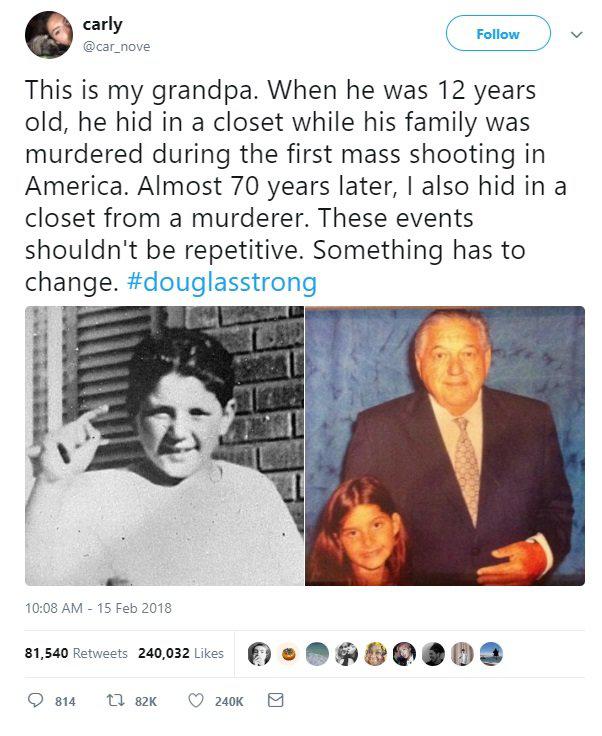 carly
@car_nove
Follow
This is my grandpa. When he was 12 years
old, he hid in a closet while his family was
murdered during the first mass shooting in
America. Almost 70 years later, I also hid in a
closet from a murderer. These events
shouldn't be repetitive. Something has to
change. #douglasstrong
10:08 AM - 15 Feb 2018
81,540 Retweets 240,032 Likes
814 82K 240K